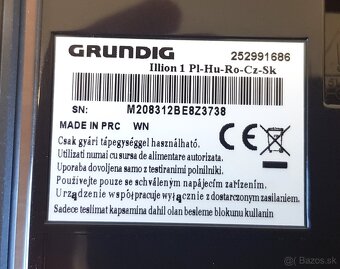 GRUNDIG
252991686
Illion 1 Pl-Hu-Ro-Cz-Sk
SN: M208312BE8Z3738
MADE IN PRC WN
Csak gyári tápegységgel használható.
Utilizati numai cu sursa de alimentare autorizata.
Uporaba dovoljena samo z testiranimi polnilniki.
Používejte pouze se schváleným napájecím zařízením.
Urządzenie współpracuje wyłącznie z dostarczonym zasilaniem.
Sadece teslimat kapsamina dahil olan besleme blokunu kullanin
Bazos.sk